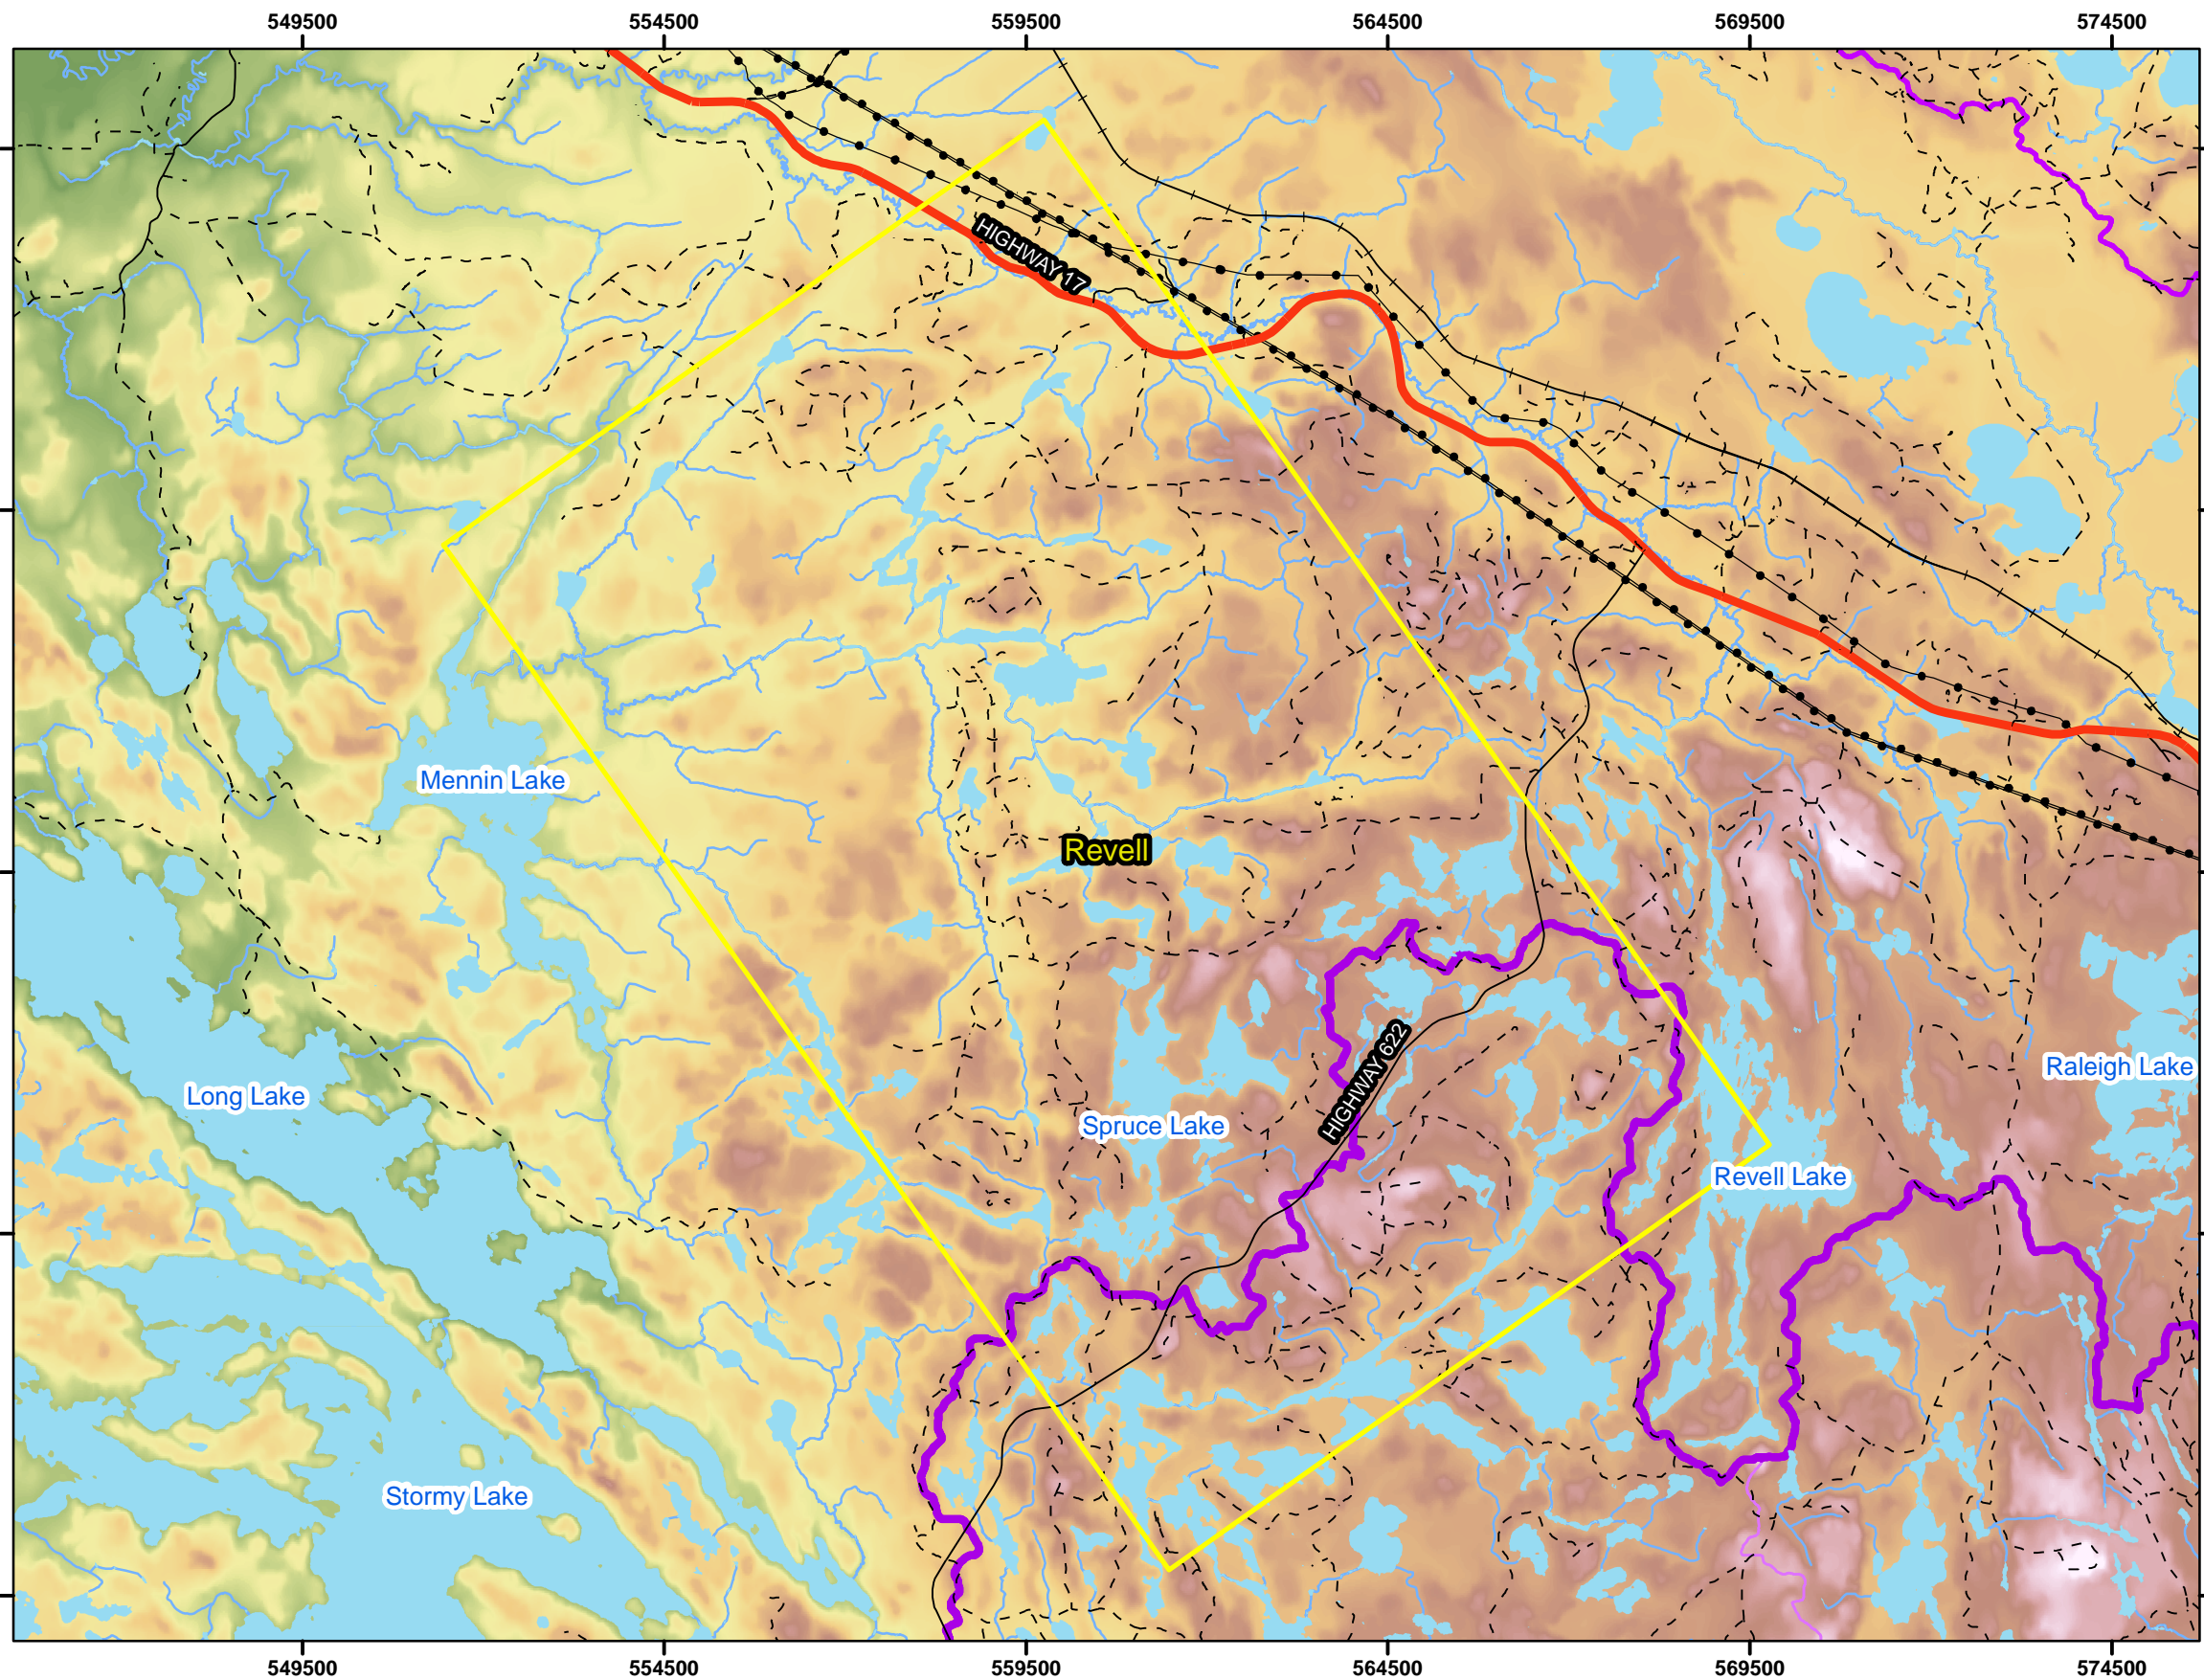 549500 554500 559500 564500 569500 574500
HIGHWAY 17
Mennin Lake
Revell
HIGHWAY 622
Raleigh Lake
Long Lake
Spruce Lake
Revell Lake
Stormy Lake
549500 554500 559500 564500 569500 574500